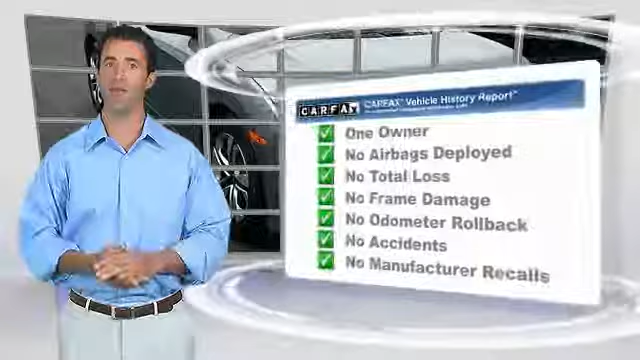 CARFAX CARFAX Vehicle History Report™
One Owner
No Airbags Deployed
No Total Loss
No Frame Damage
No Odometer Rollback
No Accidents
No Manufacturer Recalls